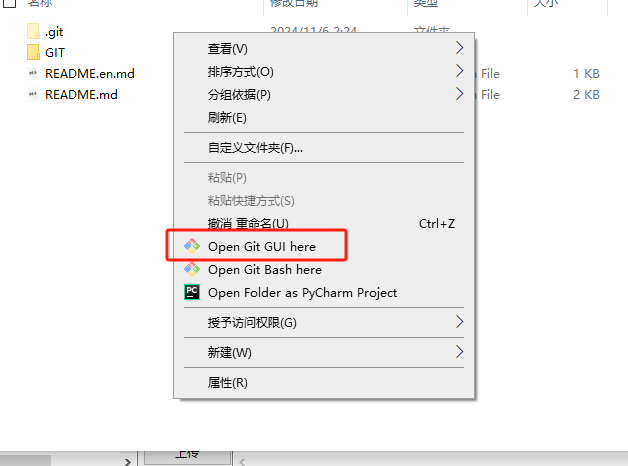 名称 修改日期 类型 大小
.git 2024/11/6 2:24 文件夹
GIT
README.en.md File 1 KB
README.md File 2 KB
查看(V)
排序方式(O)
分组依据(P)
刷新(E)
自定义文件夹(F)...
粘贴(P)
粘贴快捷方式(S)
撤消 重命名(U) Ctrl+Z
Open Git GUI here
Open Git Bash here
PC Open Folder as PyCharm Project
授予访问权限(G)
新建(W)
属性(R)
上传